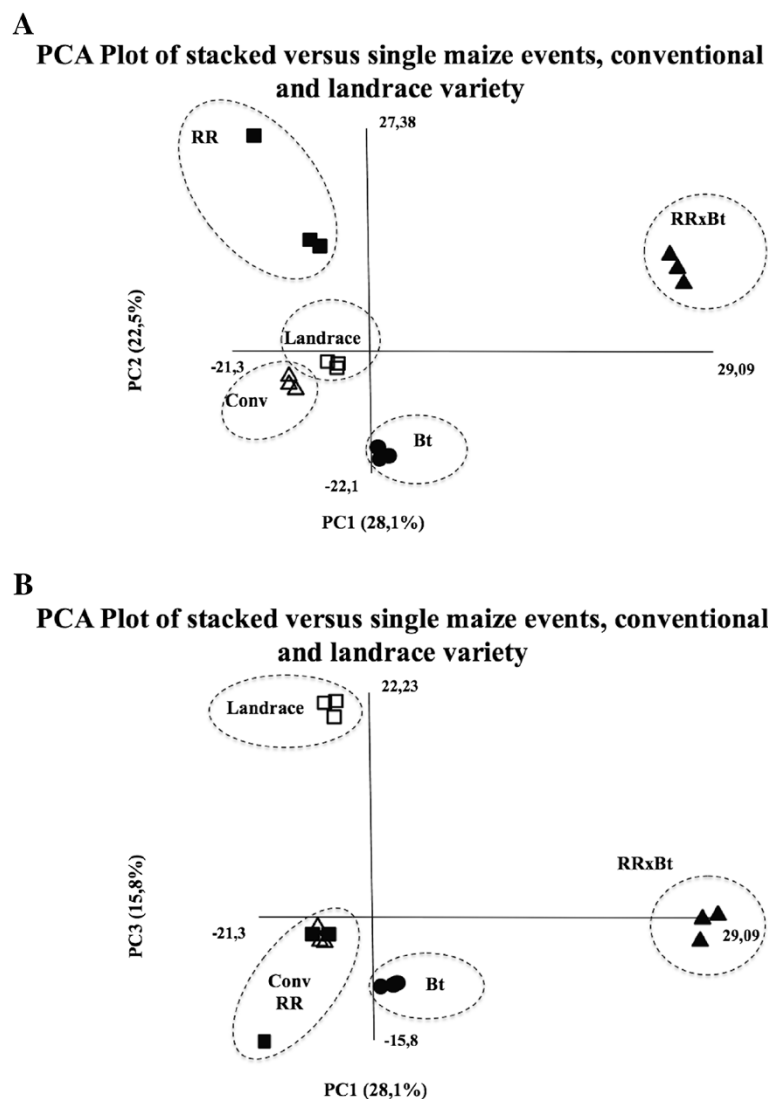 A
PCA Plot of stacked versus single maize events, conventional
and landrace variety
27,38
RR
RRxBt
PC2 (22,5%)
Landrace
-21,3
29,09
Conv
Bt
-22,1
PC1 (28,1%)
B
PCA Plot of stacked versus single maize events, conventional
and landrace variety
22,23
Landrace
PC3 (15,8%)
RRxBt
-21,3
29,09
Conv
RR
Bt
-15,8
PC1 (28,1%)